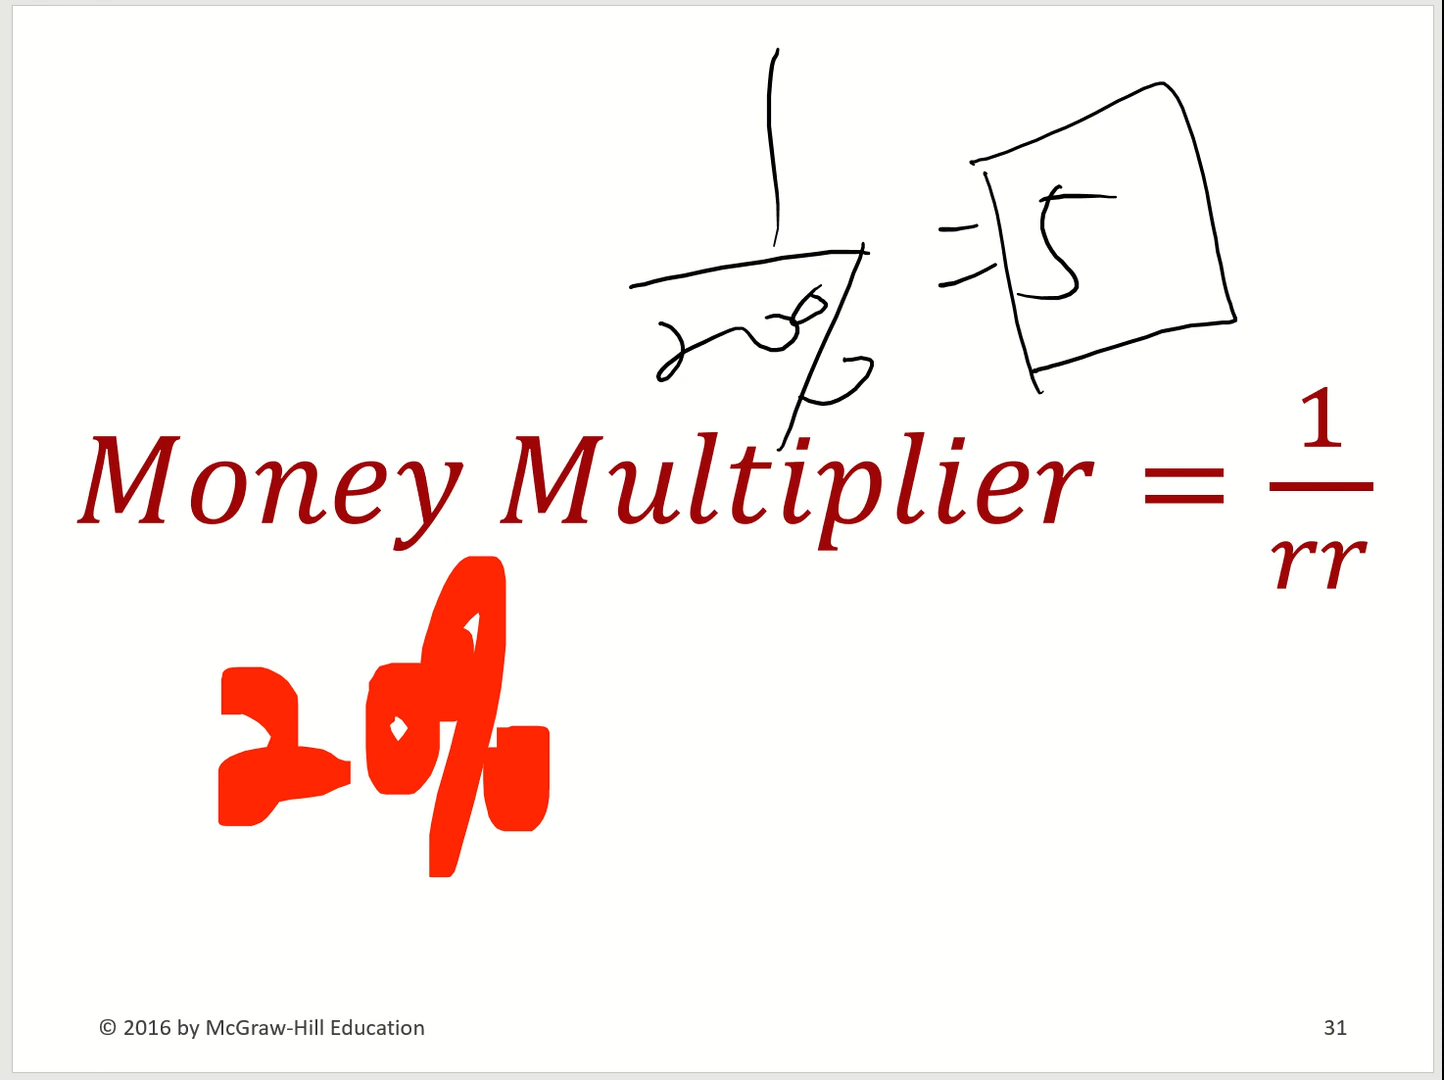 1
20% = 5
Money Multiplier = 1/rr
20%
© 2016 by McGraw-Hill Education
31